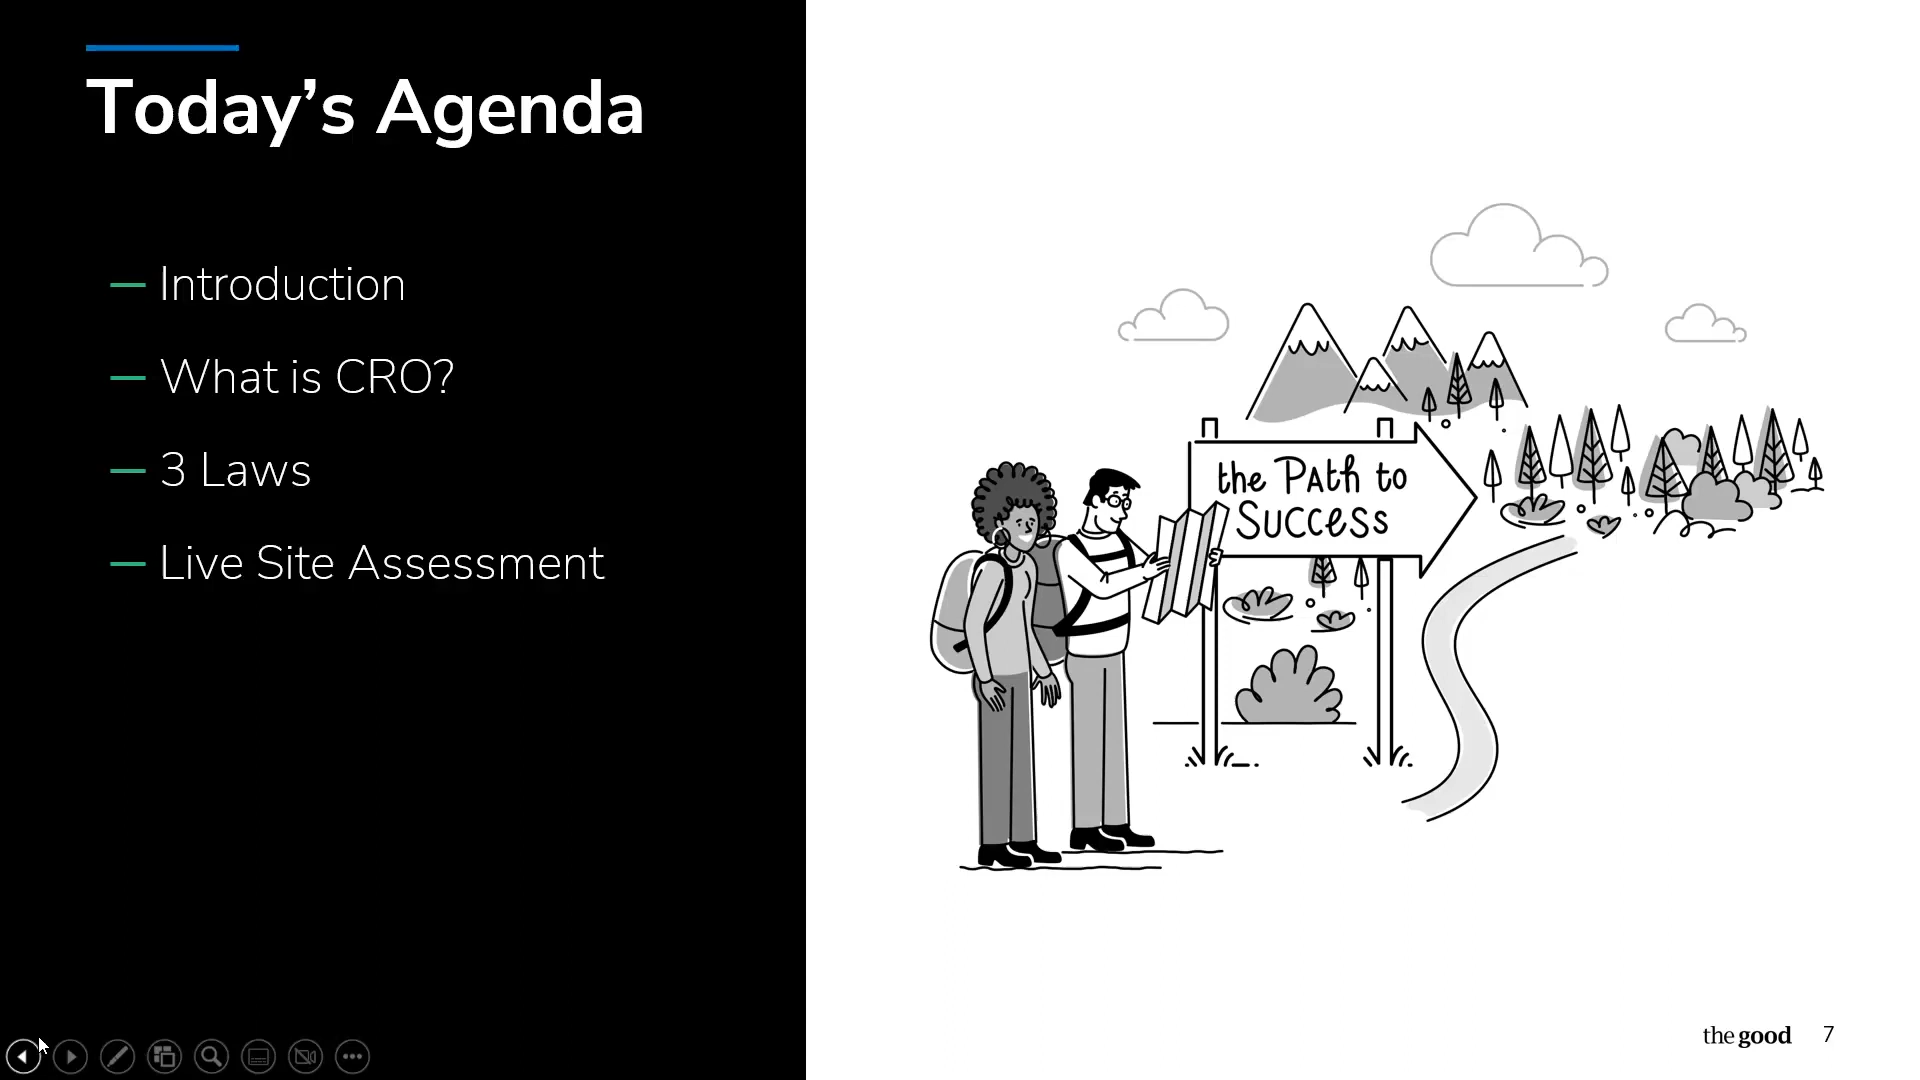 Today’s Agenda
— Introduction
— What is CRO?
— 3 Laws
— Live Site Assessment
the Path to
Success
the good 7